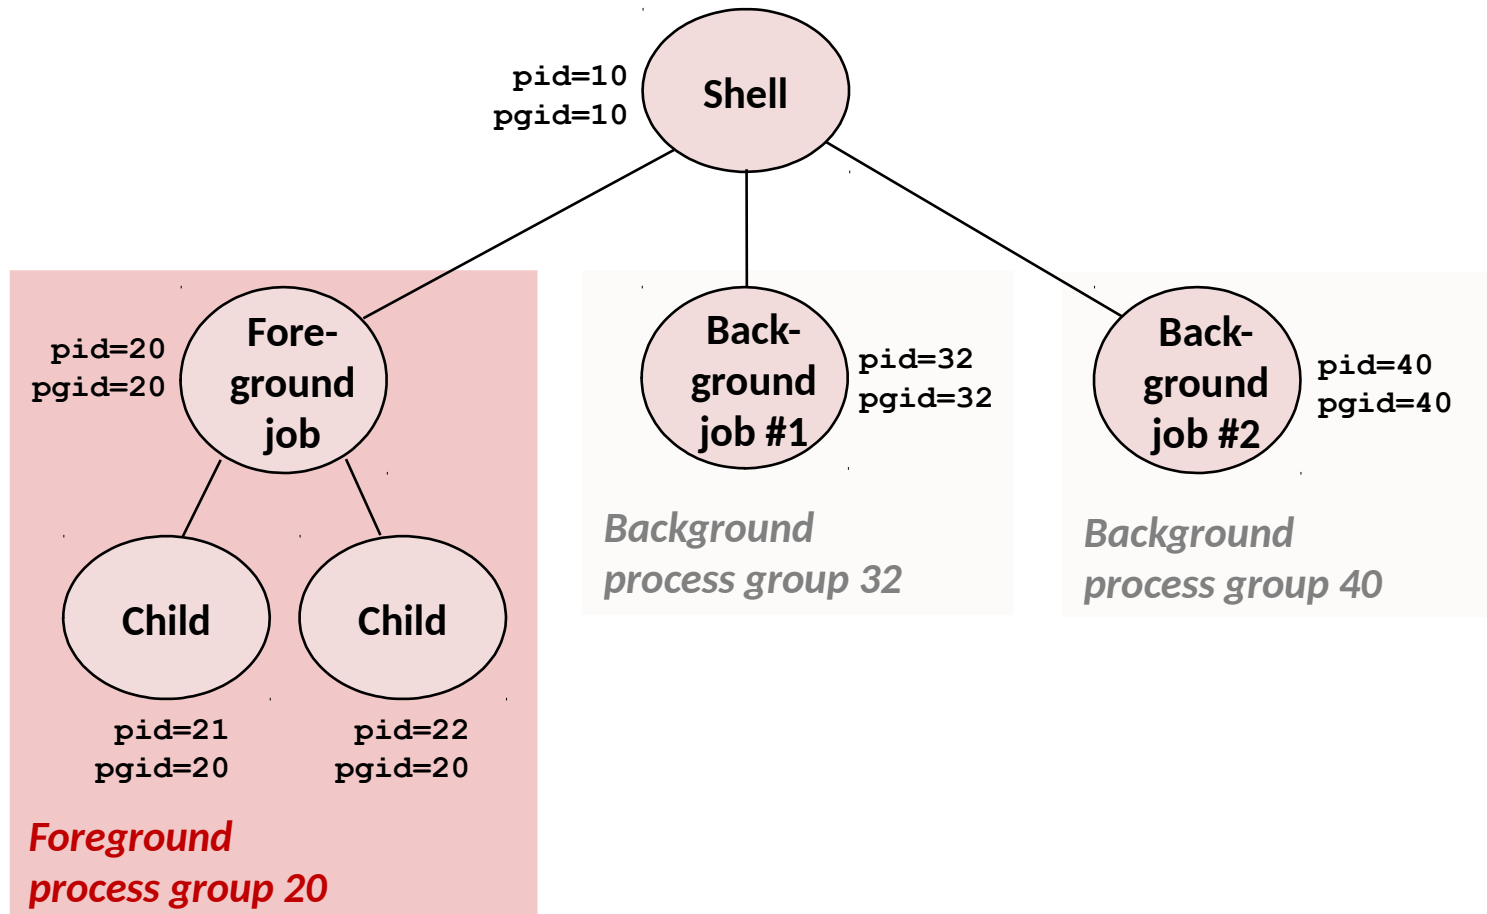 pid=10
pgid=10
Shell
pid=20
pgid=20
Fore-
ground
job
Back-
ground
job #1
pid=32
pgid=32
Back-
ground
job #2
pid=40
pgid=40
Background
process group 32
Background
process group 40
Child
Child
pid=21
pgid=20
pid=22
pgid=20
Foreground
process group 20